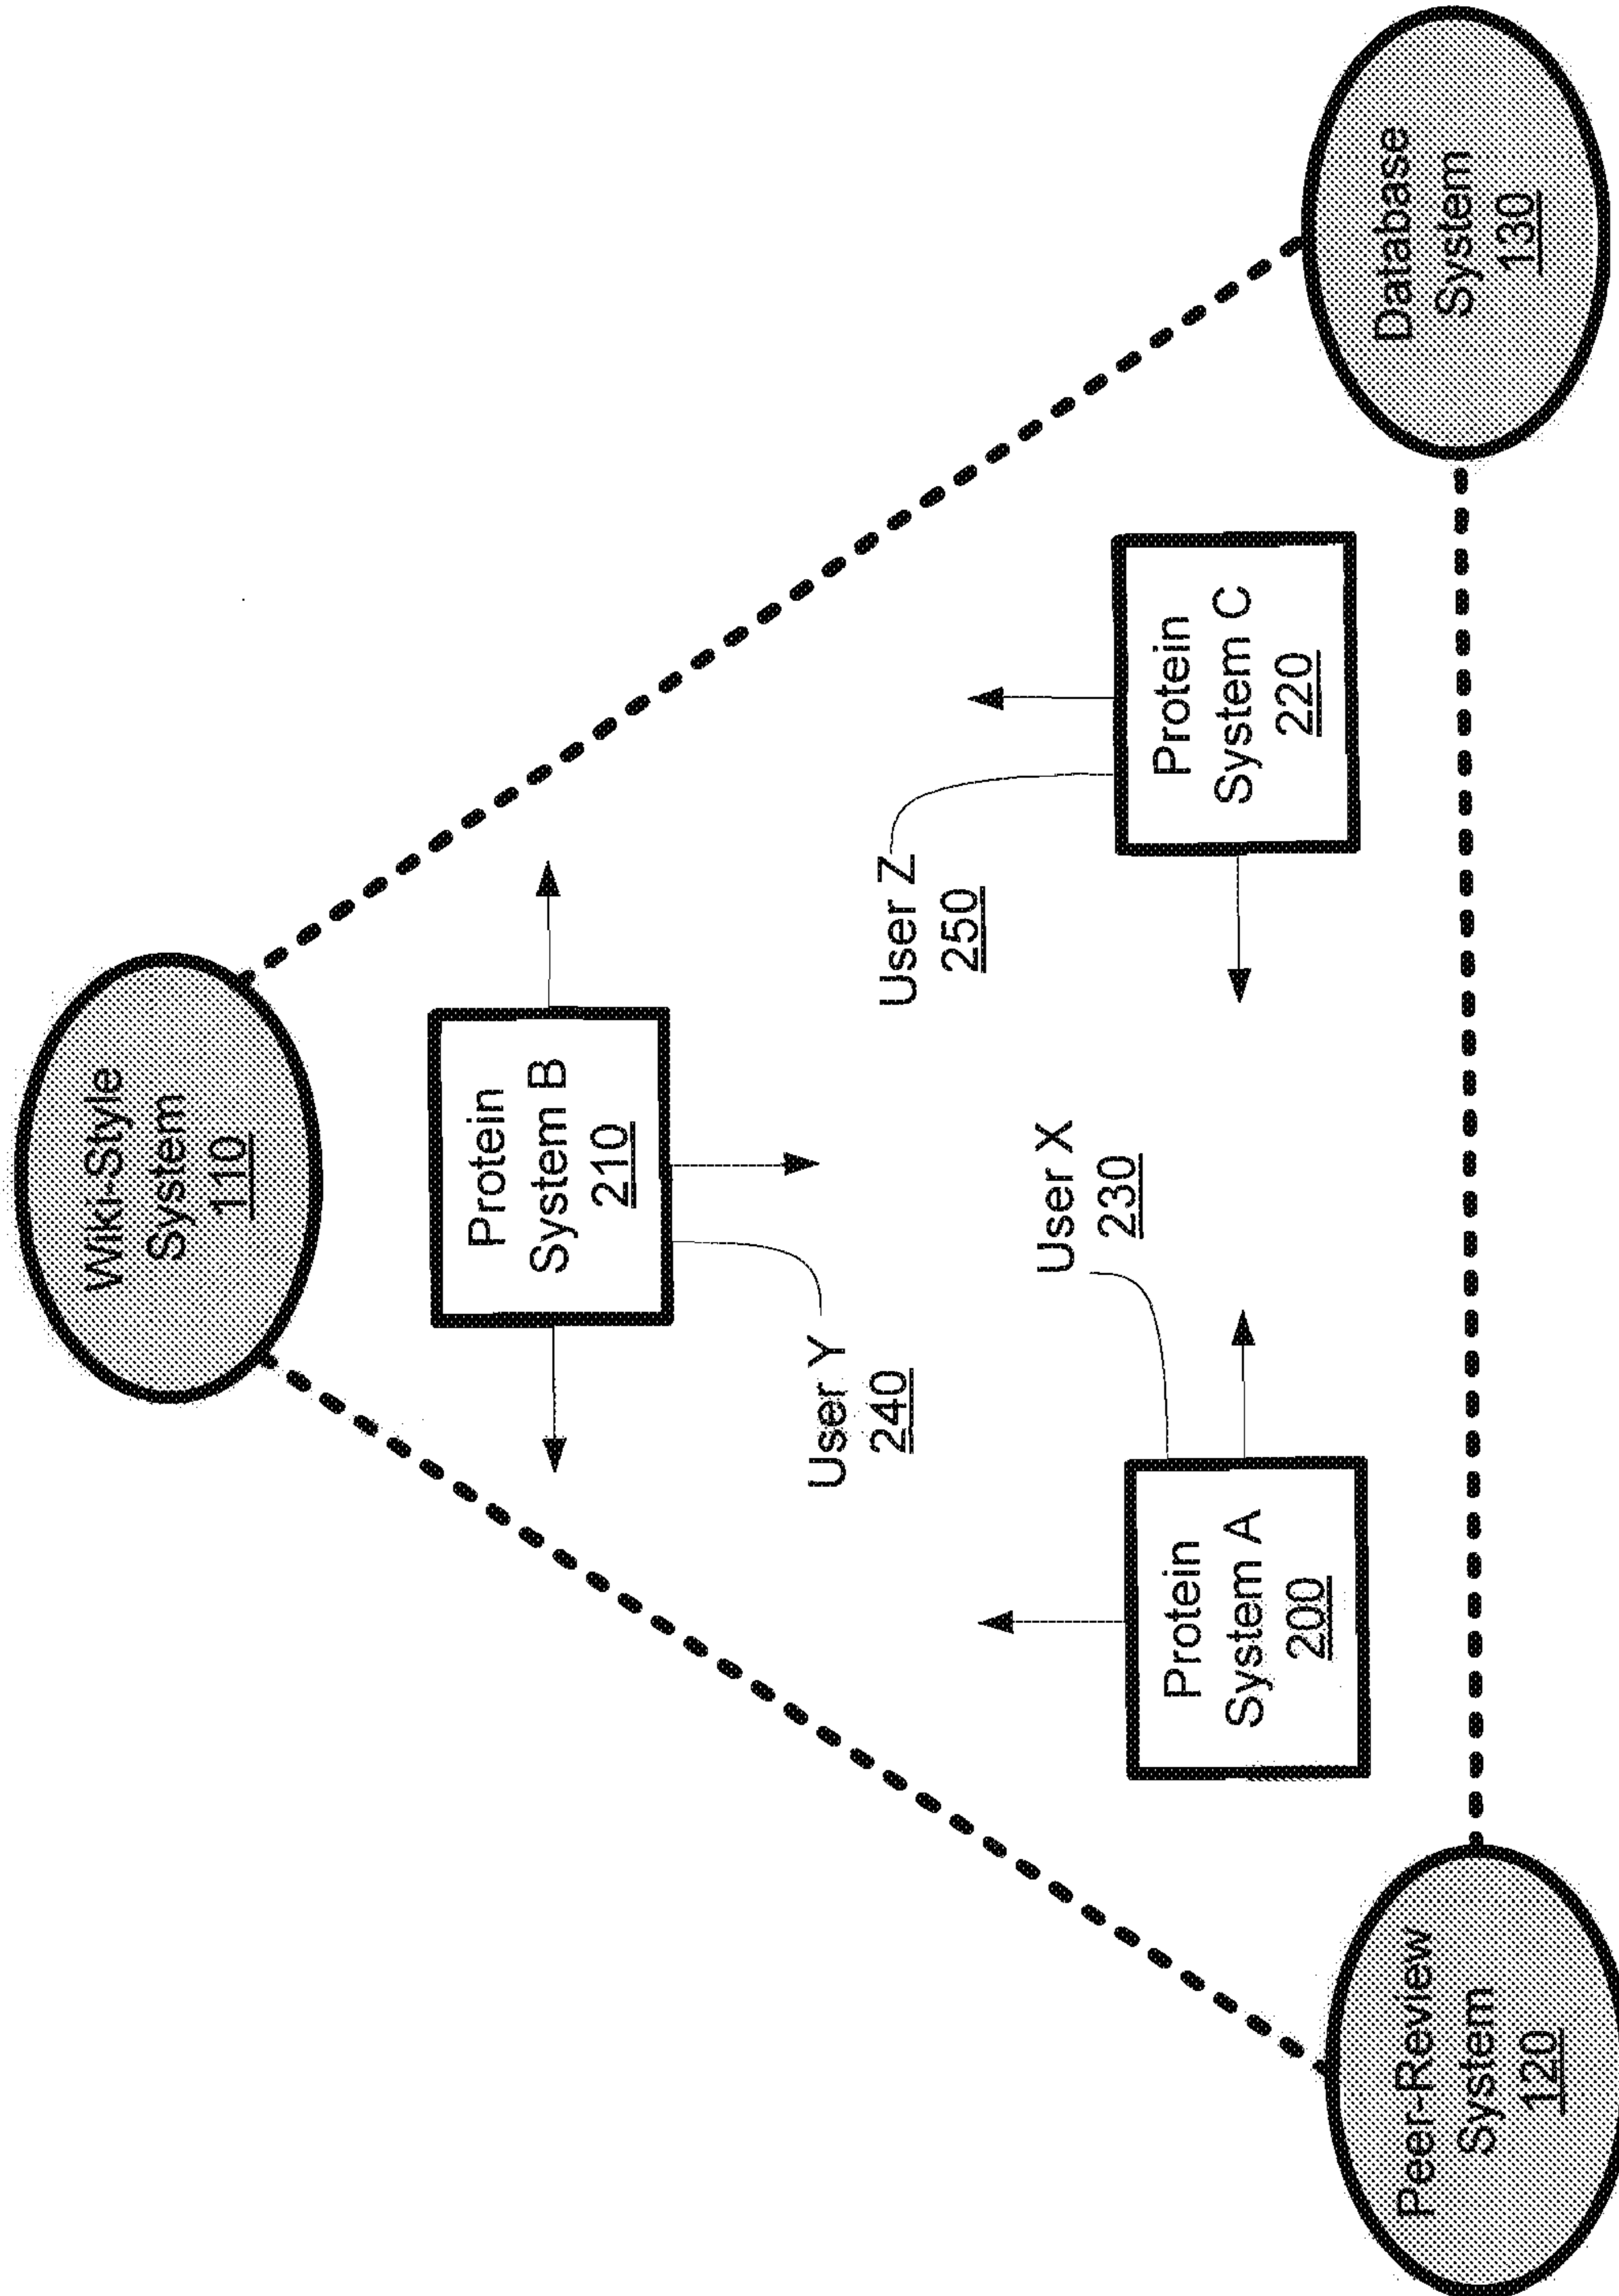 Wiki-Style
System
110
Protein
System B
210
User Y
240
User Z
250
User X
230
Protein
System A
200
Protein
System C
220
Peer-Review
System
120
Database
System
130